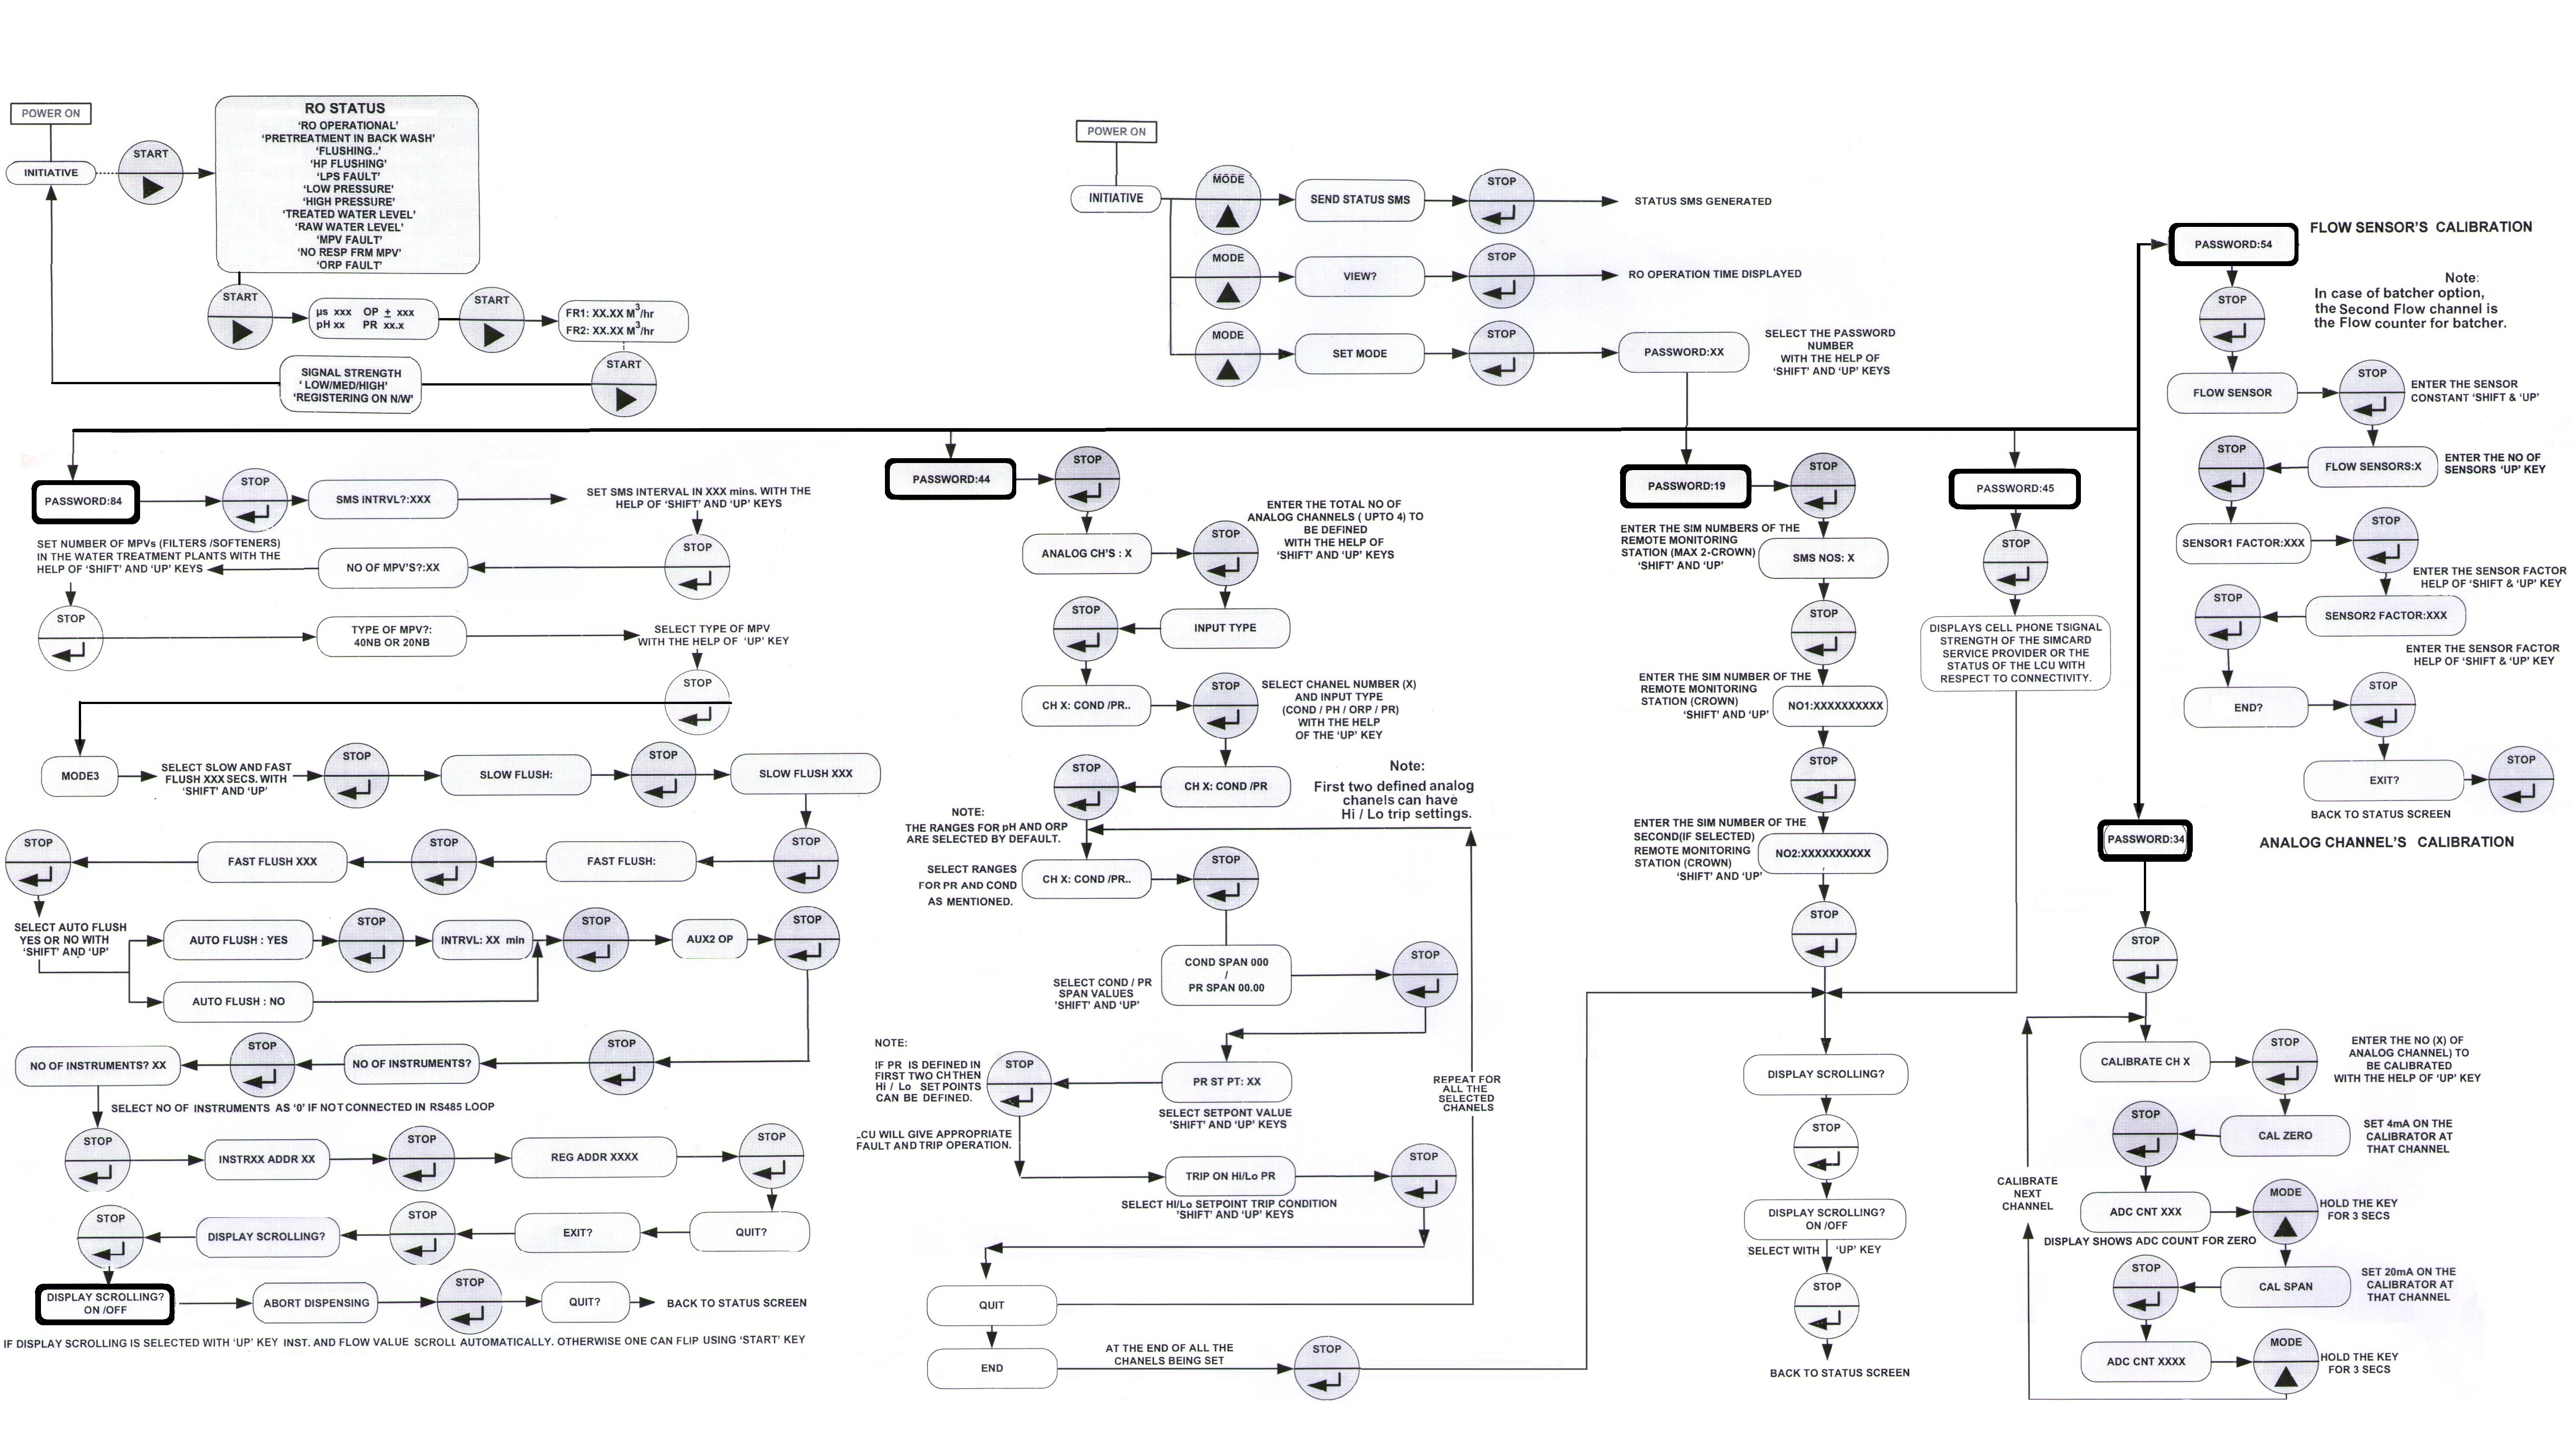 POWER ON
INITIATIVE
START
RO STATUS
‘RO OPERATIONAL’
‘PRETREATMENT IN BACK WASH’
‘FLUSHING..’
‘HP FLUSHING’
‘LPS FAULT’
‘LOW PRESSURE’
‘HIGH PRESSURE’
‘TREATED WATER LEVEL’
‘RAW WATER LEVEL’
‘MPV FAULT’
‘NO RESP FRM MPV’
‘ORP FAULT’
START
µs xxx OP ± xxx
pH xx PR xx.x
START
FR1: XX.XX M³/hr
FR2: XX.XX M³/hr
START
SIGNAL STRENGTH
‘ LOW/MED/HIGH’
‘REGISTERING ON N/W’
POWER ON
INITIATIVE
MODE
SEND STATUS SMS
STOP
STATUS SMS GENERATED
MODE
VIEW?
STOP
RO OPERATION TIME DISPLAYED
MODE
SET MODE
STOP
PASSWORD:XX
SELECT THE PASSWORD
NUMBER
WITH THE HELP OF
‘SHIFT’ AND ‘UP’ KEYS
PASSWORD:84
STOP
SMS INTRVL?:XXX
SET SMS INTERVAL IN XXX mins. WITH THE
HELP OF ‘SHIFT’ AND ‘UP’ KEYS
STOP
NO OF MPV’S?:XX
SET NUMBER OF MPVs (FILTERS /SOFTENERS)
IN THE WATER TREATMENT PLANTS WITH THE
HELP OF ‘SHIFT’ AND ‘UP’ KEYS
STOP
TYPE OF MPV?:
40NB OR 20NB
SELECT TYPE OF MPV
WITH THE HELP OF ‘UP’ KEY
STOP
MODE3
SELECT SLOW AND FAST
FLUSH XXX SECS. WITH
‘SHIFT’ AND ‘UP’
STOP
SLOW FLUSH:
STOP
SLOW FLUSH XXX
STOP
FAST FLUSH:
STOP
FAST FLUSH XXX
STOP
SELECT AUTO FLUSH
YES OR NO WITH
‘SHIFT’ AND ‘UP’
AUTO FLUSH : YES
STOP
INTRVL: XX min
STOP
AUX2 OP
STOP
AUTO FLUSH : NO
STOP
NO OF INSTRUMENTS?
STOP
NO OF INSTRUMENTS? XX
SELECT NO OF INSTRUMENTS AS ‘0’ IF NOT CONNECTED IN RS485 LOOP
STOP
INSTRXX ADDR XX
STOP
REG ADDR XXXX
STOP
QUIT?
EXIT?
STOP
DISPLAY SCROLLING?
STOP
DISPLAY SCROLLING?
ON /OFF
ABORT DISPENSING
STOP
QUIT?
BACK TO STATUS SCREEN
IF DISPLAY SCROLLING IS SELECTED WITH ‘UP’ KEY INST. AND FLOW VALUE SCROLL AUTOMATICALLY. OTHERWISE ONE CAN FLIP USING ‘START’ KEY
PASSWORD:44
STOP
ANALOG CH’S : X
STOP
ENTER THE TOTAL NO OF
ANALOG CHANNELS ( UPTO 4) TO
BE DEFINED
WITH THE HELP OF
‘SHIFT’ AND ‘UP’ KEYS
INPUT TYPE
STOP
CH X: COND /PR..
STOP
SELECT CHANEL NUMBER (X)
AND INPUT TYPE
(COND / PH / ORP / PR)
WITH THE HELP
OF THE ‘UP’ KEY
CH X: COND /PR
STOP
Note:
First two defined analog
chanels can have
Hi / Lo trip settings.
NOTE:
THE RANGES FOR pH AND ORP
ARE SELECTED BY DEFAULT.
SELECT RANGES
FOR PR AND COND
AS MENTIONED.
CH X: COND /PR..
STOP
COND SPAN 000
/
PR SPAN 00.00
SELECT COND / PR
SPAN VALUES
'SHIFT' AND ‘UP’
STOP
NOTE:
IF PR IS DEFINED IN
FIRST TWO CH THEN
Hi / Lo SET POINTS
CAN BE DEFINED.
STOP
PR ST PT: XX
SELECT SETPONT VALUE
'SHIFT' AND ‘UP’ KEYS
REPEAT FOR
ALL THE
SELECTED
CHANELS
.CU WILL GIVE APPROPRIATE
FAULT AND TRIP OPERATION.
TRIP ON Hi/Lo PR
STOP
SELECT HI/Lo SETPOINT TRIP CONDITION
'SHIFT' AND ‘UP’ KEYS
QUIT
END
AT THE END OF ALL THE
CHANELS BEING SET
STOP
PASSWORD:19
STOP
ENTER THE SIM NUMBERS OF THE
REMOTE MONITORING
STATION (MAX 2-CROWN)
‘SHIFT’ AND ‘UP’
SMS NOS: X
STOP
ENTER THE SIM NUMBER OF THE
REMOTE MONITORING
STATION (CROWN)
‘SHIFT’ AND ‘UP’
NO1:XXXXXXXXXX
STOP
ENTER THE SIM NUMBER OF THE
SECOND(IF SELECTED)
REMOTE MONITORING
STATION (CROWN)
‘SHIFT’ AND ‘UP’
NO2:XXXXXXXXXX
STOP
DISPLAY SCROLLING?
STOP
DISPLAY SCROLLING?
ON /OFF
SELECT WITH ‘UP’ KEY
STOP
BACK TO STATUS SCREEN
PASSWORD:45
STOP
DISPLAYS CELL PHONE TSIGNAL
STRENGTH OF THE SIMCARD
SERVICE PROVIDER OR THE
STATUS OF THE LCU WITH
RESPECT TO CONNECTIVITY.
PASSWORD:54
FLOW SENSOR’S CALIBRATION
STOP
Note:
In case of batcher option,
the Second Flow channel is
the Flow counter for batcher.
FLOW SENSOR
STOP
ENTER THE SENSOR
CONSTANT ‘SHIFT & ‘UP’
STOP
FLOW SENSORS:X
ENTER THE NO OF
SENSORS ‘UP’ KEY
SENSOR1 FACTOR:XXX
STOP
ENTER THE SENSOR FACTOR
HELP OF ‘SHIFT & ‘UP’ KEY
STOP
SENSOR2 FACTOR:XXX
ENTER THE SENSOR FACTOR
HELP OF ‘SHIFT & ‘UP’ KEY
END?
STOP
EXIT?
STOP
BACK TO STATUS SCREEN
PASSWORD:34
ANALOG CHANNEL’S CALIBRATION
STOP
CALIBRATE CH X
STOP
ENTER THE NO (X) OF
ANALOG CHANNEL) TO
BE CALIBRATED
WITH THE HELP OF ‘UP’ KEY
STOP
CAL ZERO
SET 4mA ON THE
CALIBRATOR AT
THAT CHANNEL
CALIBRATE
NEXT
CHANNEL
ADC CNT XXX
MODE
HOLD THE KEY
FOR 3 SECS
DISPLAY SHOWS ADC COUNT FOR ZERO
STOP
CAL SPAN
SET 20mA ON THE
CALIBRATOR AT
THAT CHANNEL
ADC CNT XXXX
MODE
HOLD THE KEY
FOR 3 SECS